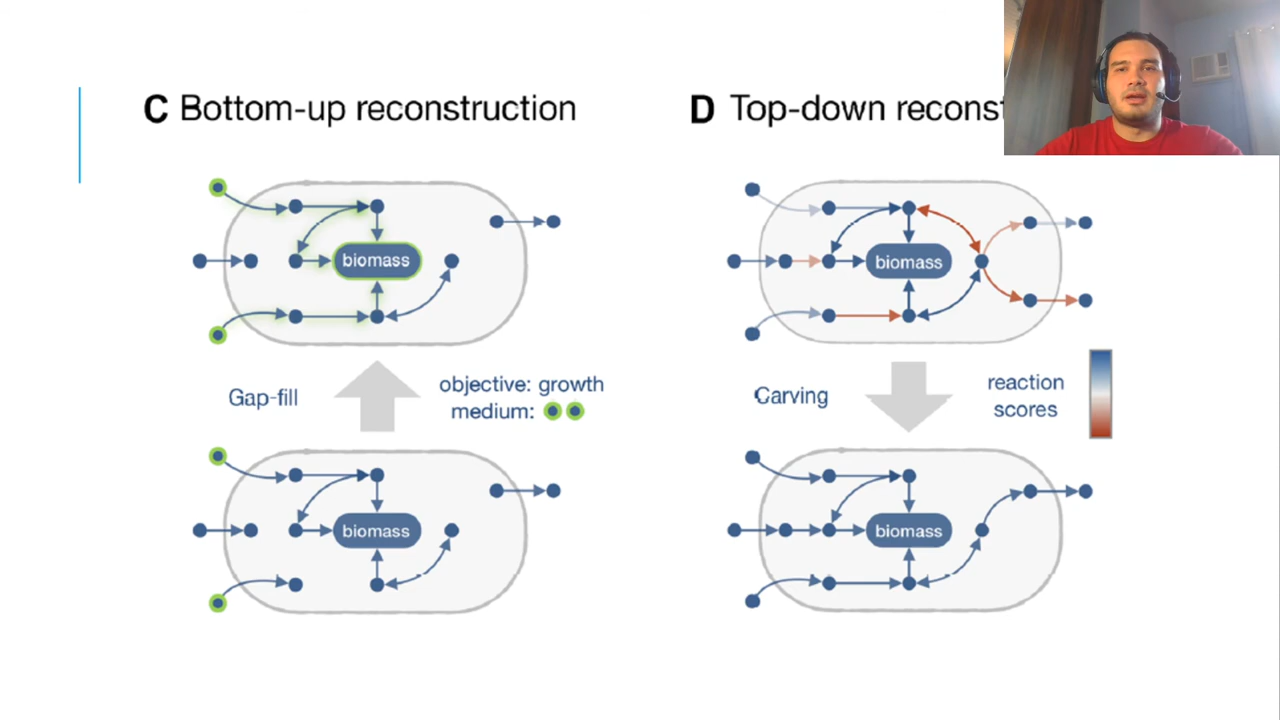 C Bottom-up reconstruction
D Top-down reconst
biomass
biomass
Gap-fill
objective: growth
medium:
Carving
reaction
scores
biomass
biomass